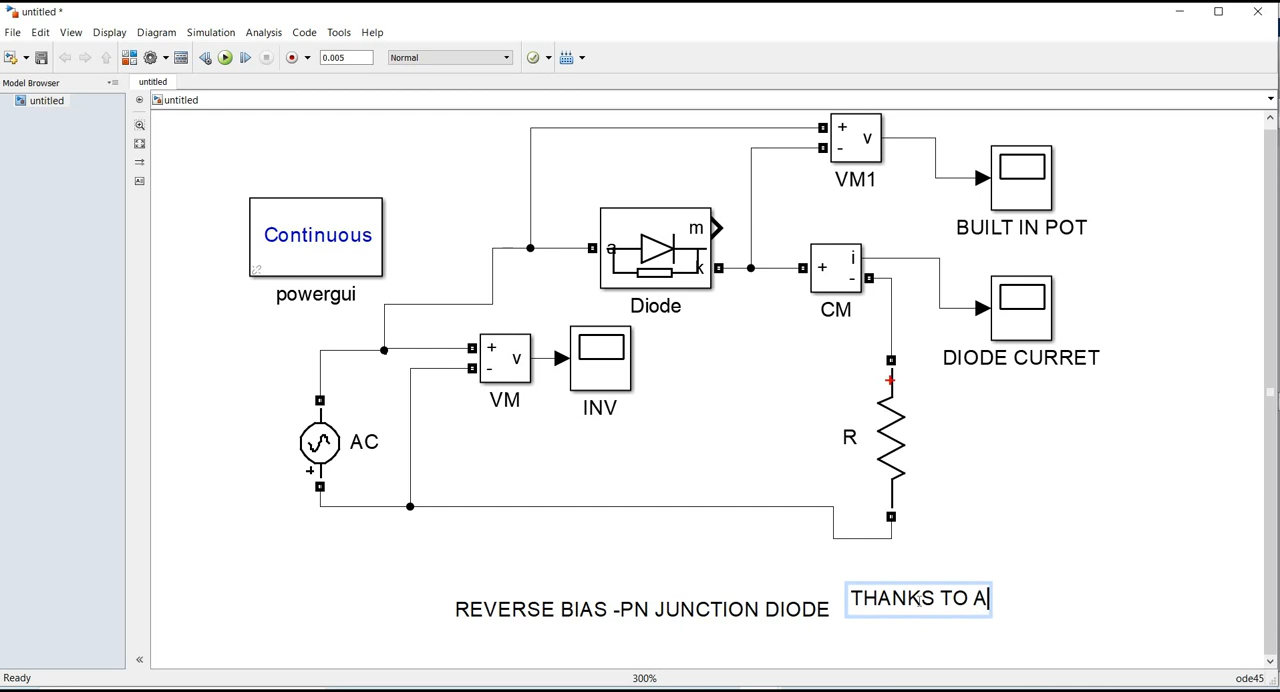 untitled *
File Edit View Display Diagram Simulation Analysis Code Tools Help
0.005 Normal
Model Browser
untitled
untitled
untitled
+ - v
VM1
BUILT IN POT
Continuous
¿?
powergui
a m k
Diode
+ i -
CM
DIODE CURRET
+ - v
VM
INV
AC
+
+
R
REVERSE BIAS -PN JUNCTION DIODE
THANKS TO A
Ready 300% ode45